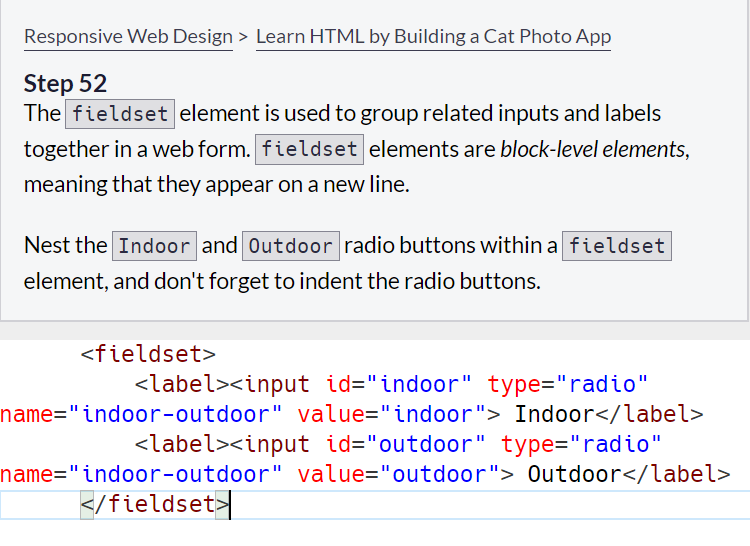 Responsive Web Design > Learn HTML by Building a Cat Photo App
Step 52
The fieldset element is used to group related inputs and labels
together in a web form. fieldset elements are block-level elements,
meaning that they appear on a new line.
Nest the Indoor and Outdoor radio buttons within a fieldset
element, and don't forget to indent the radio buttons.
<fieldset>
<label><input id="indoor" type="radio"
name="indoor-outdoor" value="indoor"> Indoor</label>
<label><input id="outdoor" type="radio"
name="indoor-outdoor" value="outdoor"> Outdoor</label>
</fieldset>